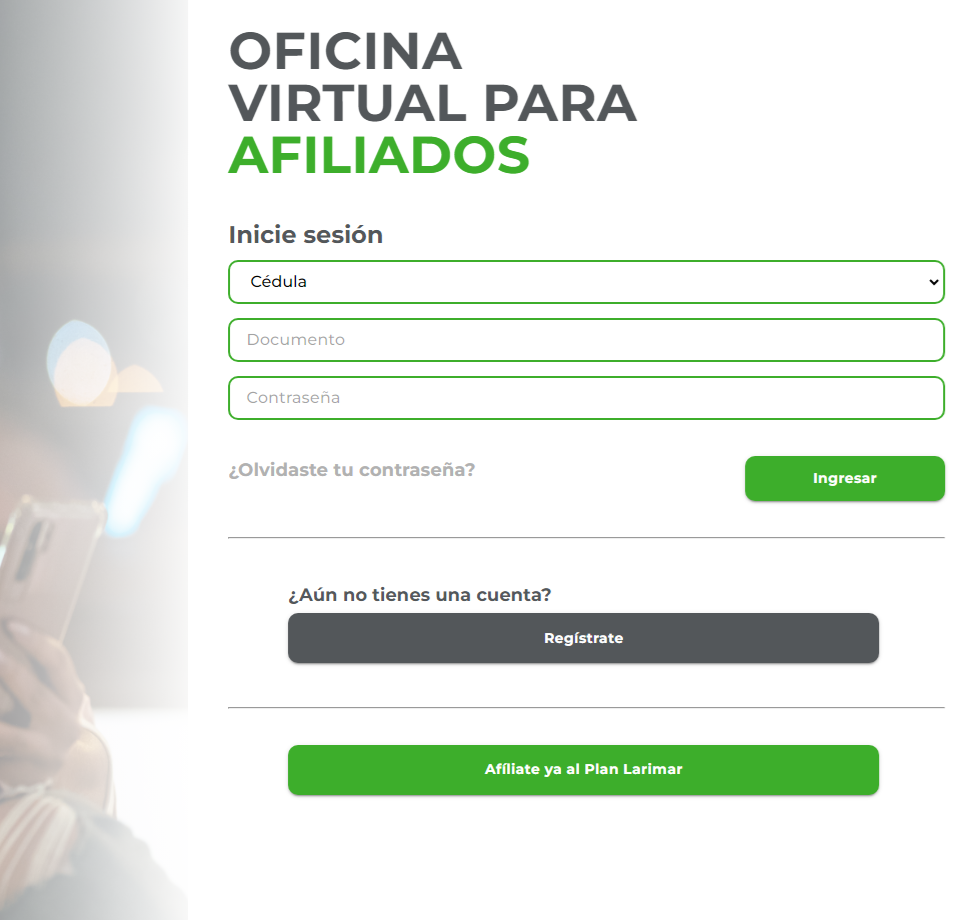 OFICINA
VIRTUAL PARA
AFILIADOS
Inicie sesión
Cédula
Documento
Contraseña
¿Olvidaste tu contraseña?
Ingresar
¿Aún no tienes una cuenta?
Regístrate
Afíliate ya al Plan Larimar